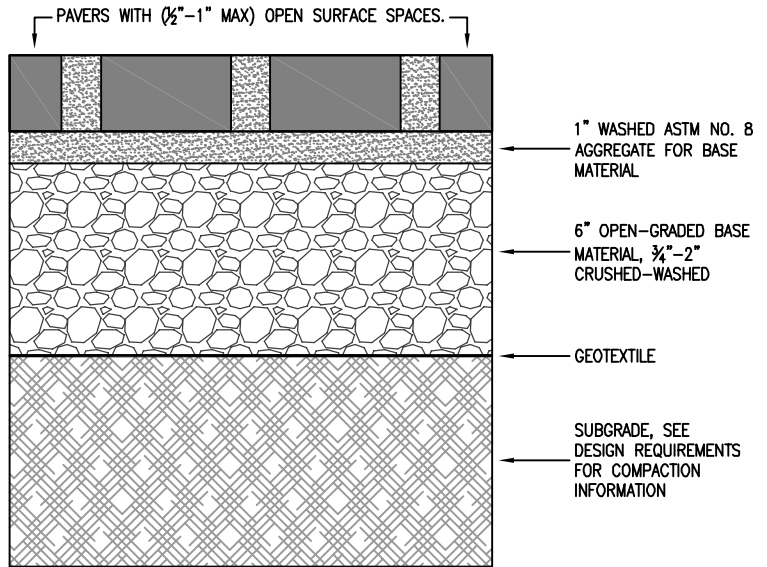 PAVERS WITH (½"-1" MAX) OPEN SURFACE SPACES.
1" WASHED ASTM NO. 8
AGGREGATE FOR BASE
MATERIAL
6" OPEN-GRADED BASE
MATERIAL, ¾"-2"
CRUSHED-WASHED
GEOTEXTILE
SUBGRADE, SEE
DESIGN REQUIREMENTS
FOR COMPACTION
INFORMATION